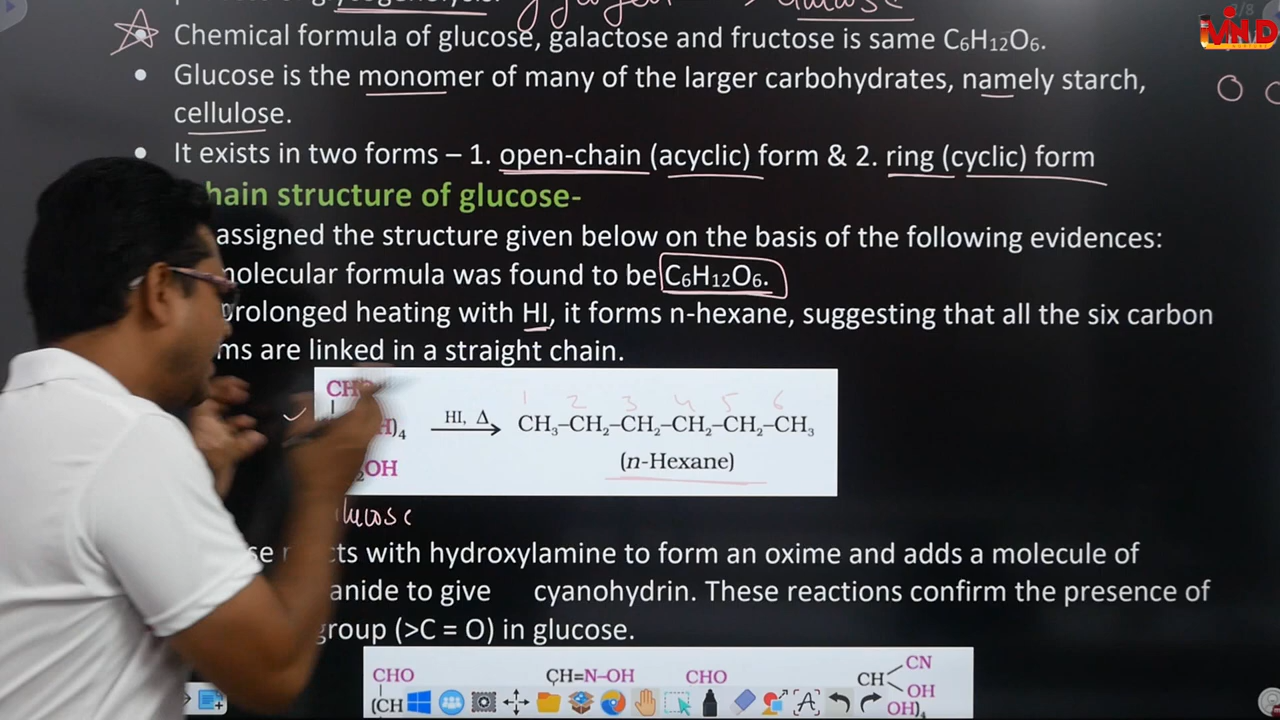 glycogenolysis.
Chemical formula of glucose, galactose and fructose is same C₆H₁₂O₆.
Glucose is the monomer of many of the larger carbohydrates, namely starch,
cellulose.
It exists in two forms – 1. open-chain (acyclic) form & 2. ring (cyclic) form
hain structure of glucose-
assigned the structure given below on the basis of the following evidences:
molecular formula was found to be C₆H₁₂O₆.
prolonged heating with HI, it forms n-hexane, suggesting that all the six carbon
ms are linked in a straight chain.
1 2 3 4 5 6
HI, Δ CH₃–CH₂–CH₂–CH₂–CH₂–CH₃
(n-Hexane)
OH
with hydroxylamine to form an oxime and adds a molecule of
anide to give cyanohydrin. These reactions confirm the presence of
group (>C = O) in glucose.
CHO CH=N–OH CHO CH CN
OH
(CH OH)₄